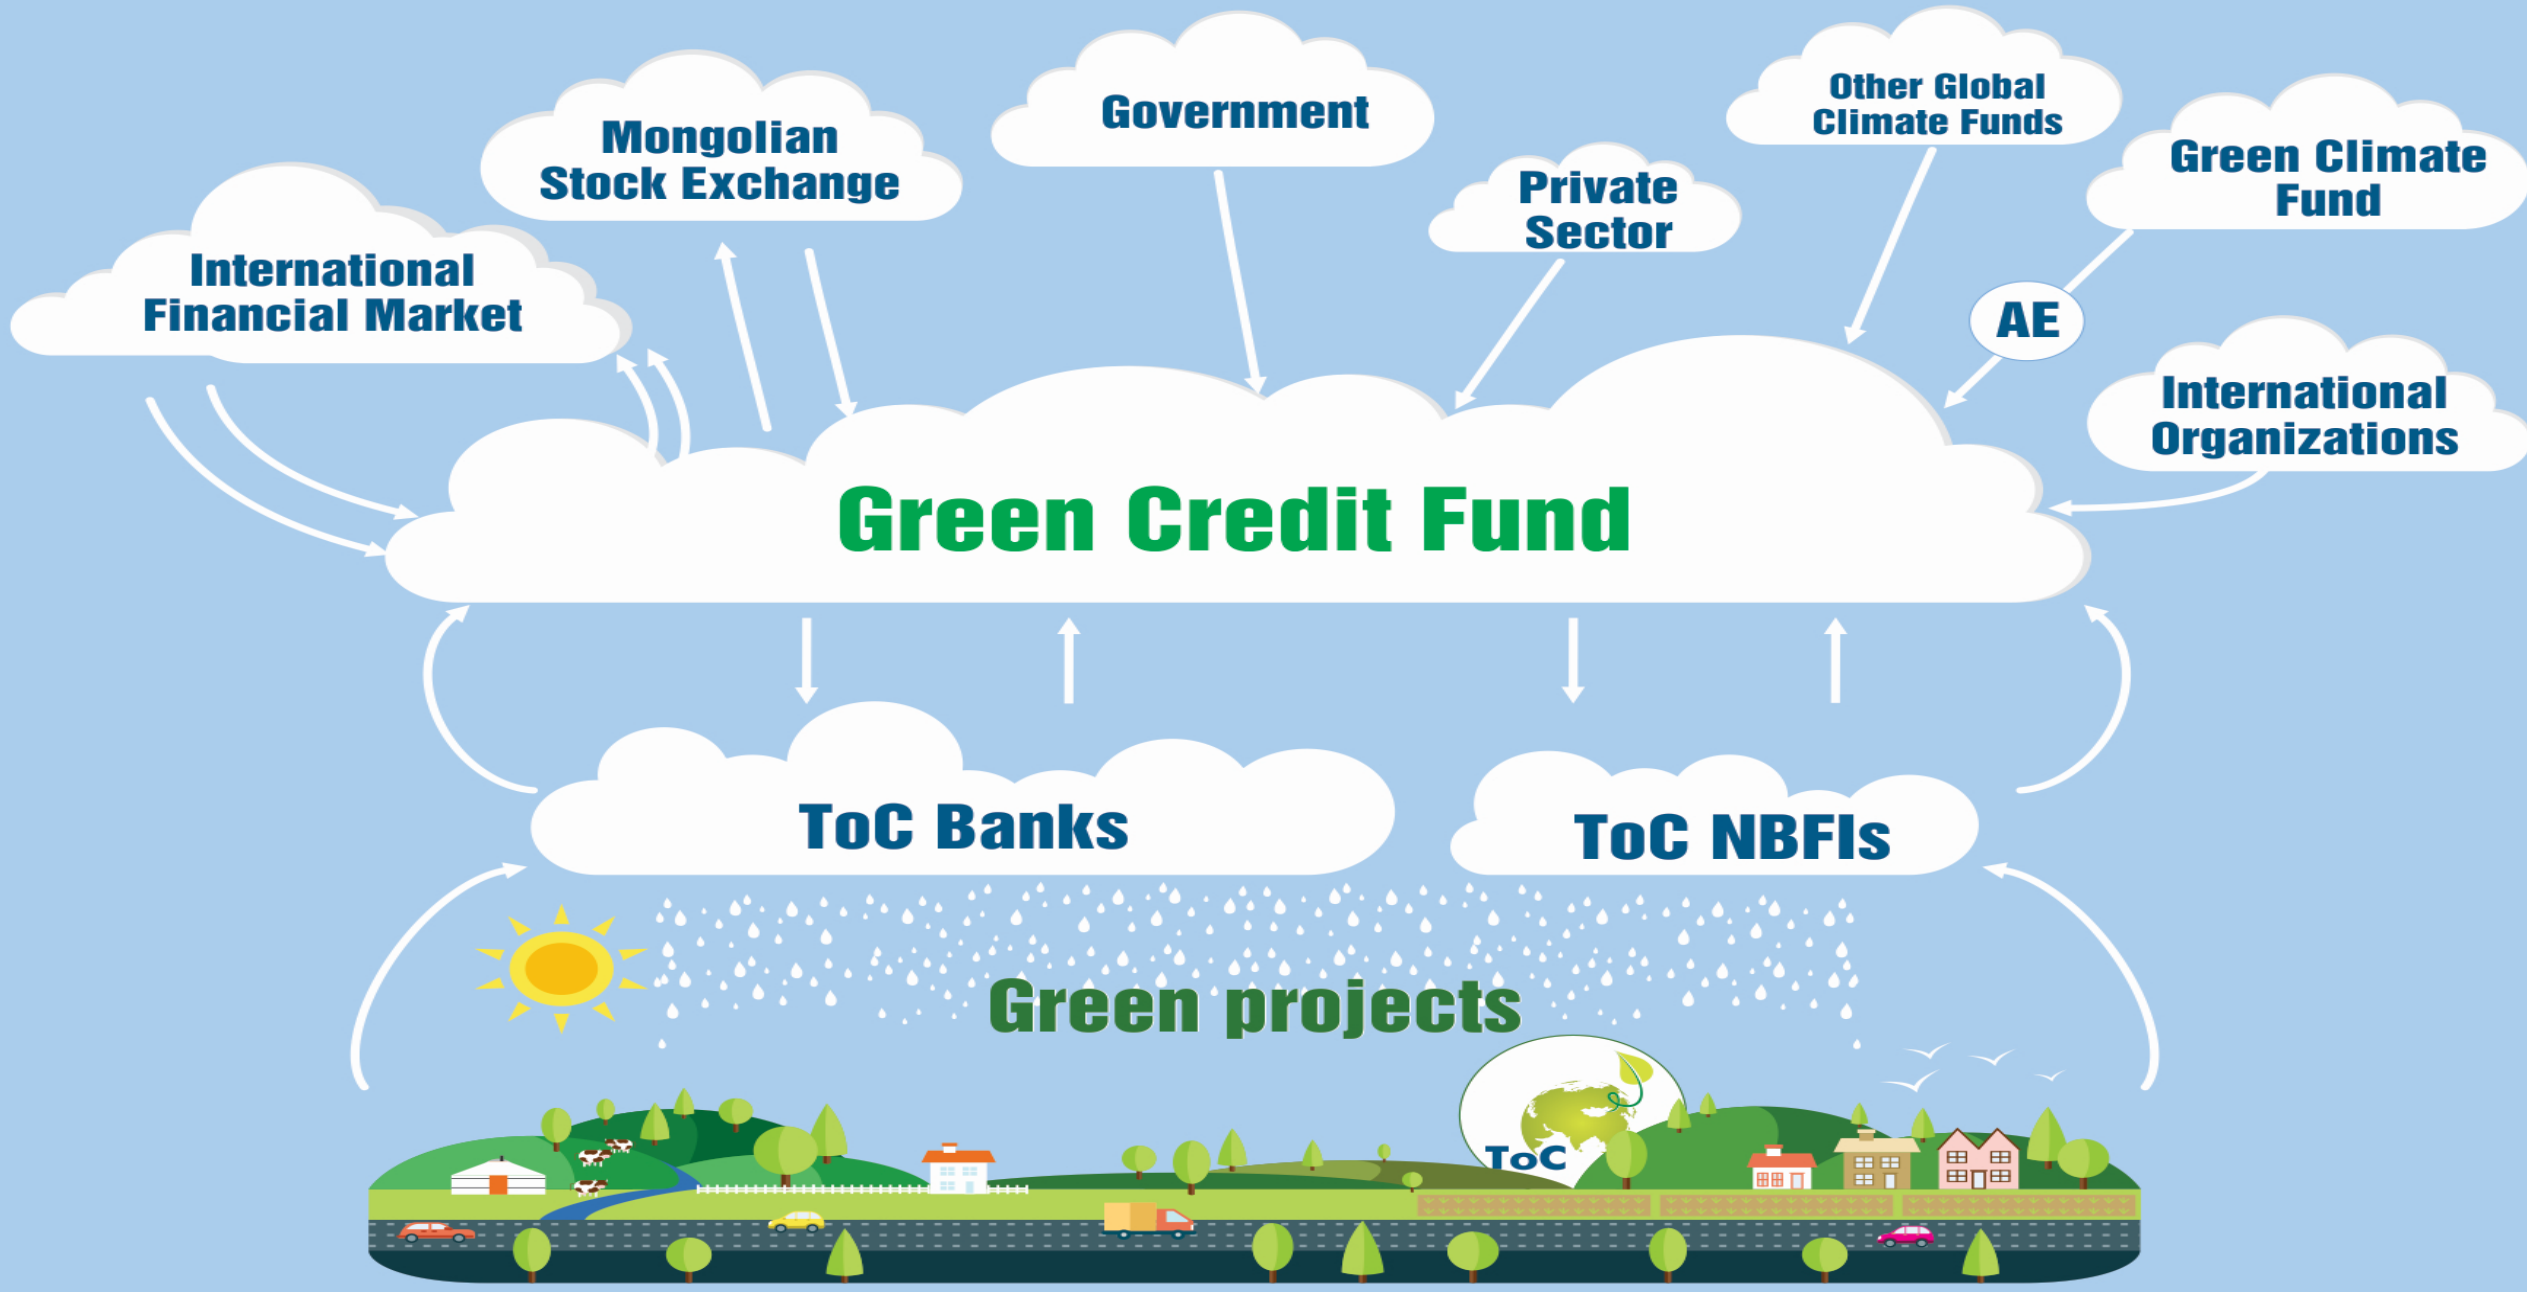 Mongolian
Stock Exchange
Government
Other Global
Climate Funds
Green Climate
Fund
Private
Sector
International
Financial Market
AE
International
Organizations
Green Credit Fund
ToC Banks
ToC NBFIs
Green projects
ToC